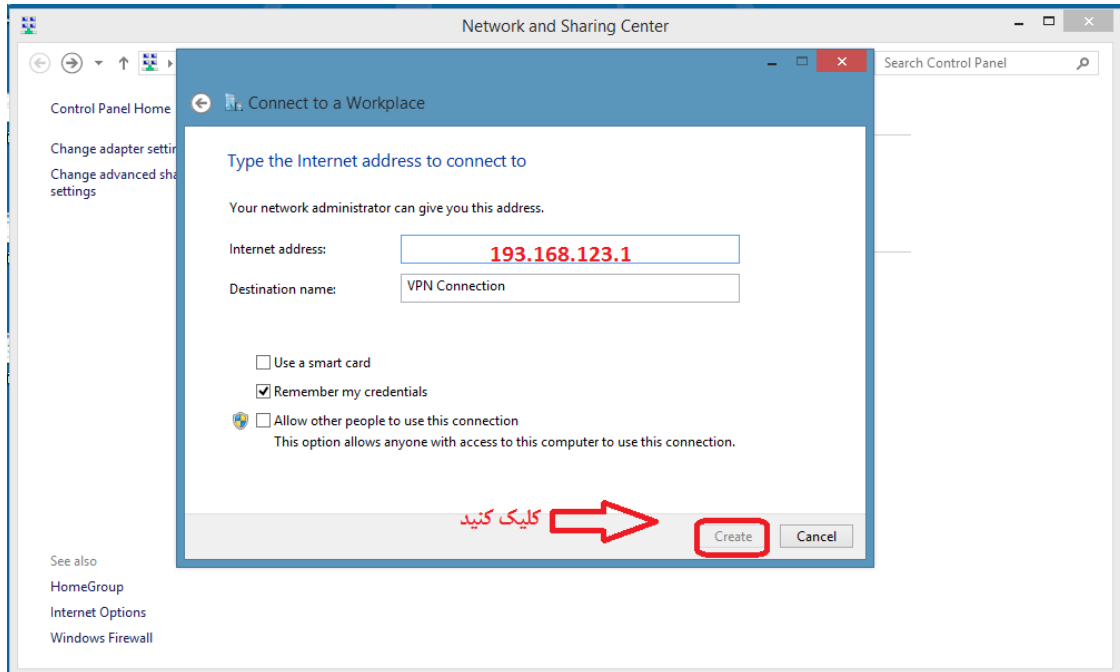 Network and Sharing Center
Search Control Panel
Control Panel Home
Change adapter settin
Change advanced sha
settings
Connect to a Workplace
Type the Internet address to connect to
Your network administrator can give you this address.
Internet address:
193.168.123.1
Destination name:
VPN Connection
Use a smart card
Remember my credentials
Allow other people to use this connection
This option allows anyone with access to this computer to use this connection.
کلیک کنید
Create
Cancel
See also
HomeGroup
Internet Options
Windows Firewall